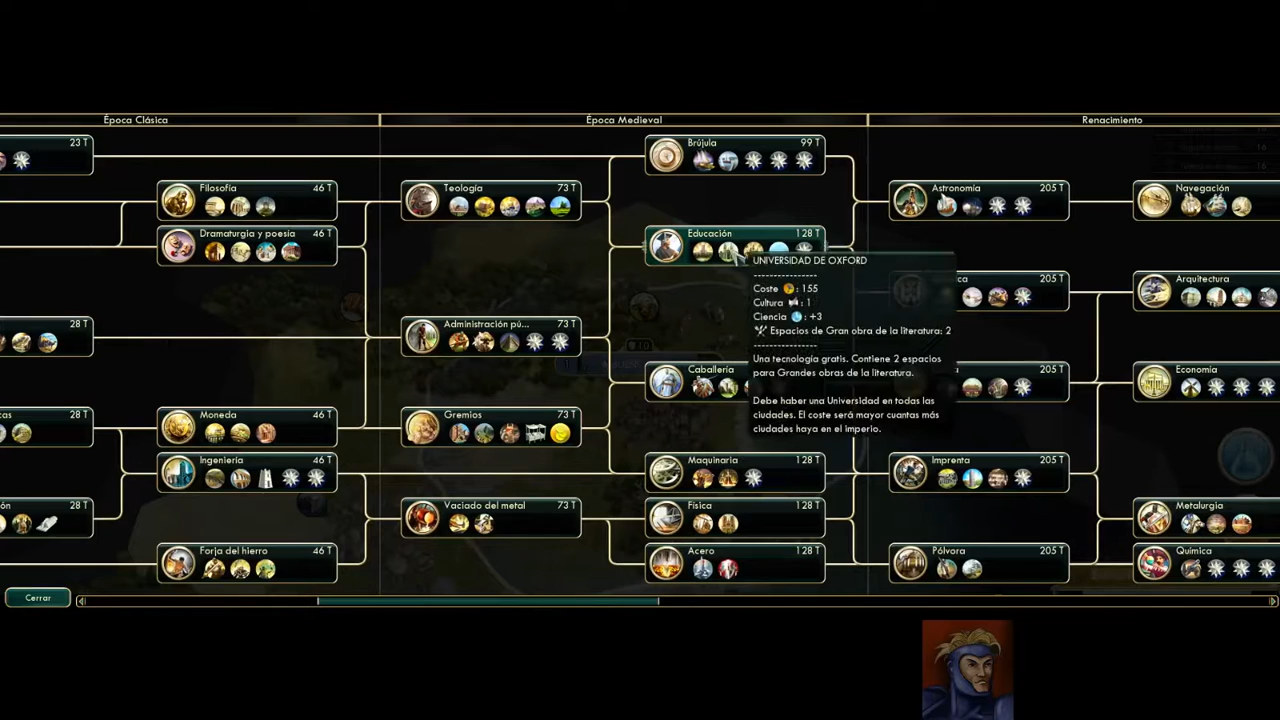 Época Clásica
Época Medieval
Renacimiento
23 T
Brújula 99 T
Filosofía 46 T
Teología 73 T
Astronomía 205 T
Navegación
Dramaturgia y poesía 46 T
Educación 128 T
UNIVERSIDAD DE OXFORD
----------------
Coste : 155
Cultura : 1
Ciencia : +3
Espacios de Gran obra de la literatura: 2
----------------
Una tecnología gratis. Contiene 2 espacios
para Grandes obras de la literatura.
Debe haber una Universidad en todas las
ciudades. El coste será mayor cuantas más
ciudades haya en el imperio.
205 T
Arquitectura
28 T
Administración pú... 73 T
Caballería
205 T
Economía
28 T
Moneda 46 T
Gremios 73 T
Ingeniería 46 T
Maquinaria 128 T
Imprenta 205 T
28 T
Vaciado del metal 73 T
Física 128 T
Metalurgia
Forja del hierro 46 T
Acero 128 T
Pólvora 205 T
Química
Cerrar